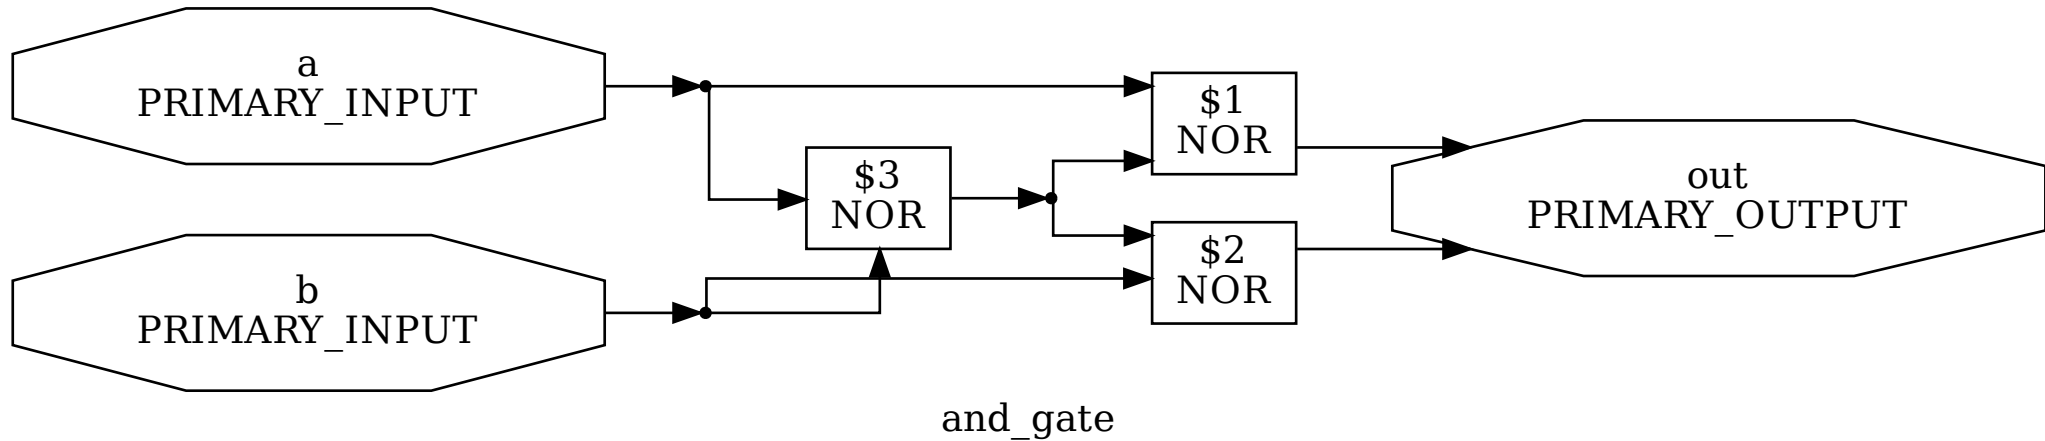 a
PRIMARY_INPUT
b
PRIMARY_INPUT
$3
NOR
$1
NOR
$2
NOR
out
PRIMARY_OUTPUT
and_gate